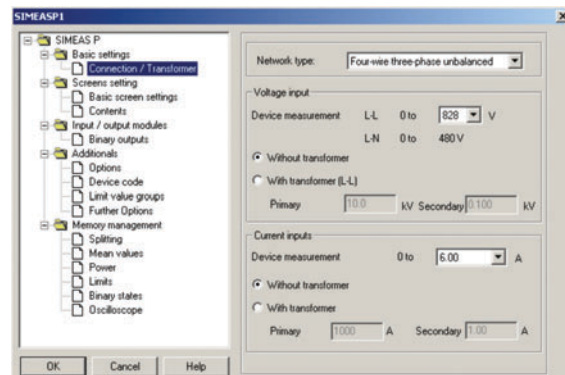 SIMEASP1
SIMEAS P
Basic settings
Connection / Transformer
Screens setting
Basic screen settings
Contents
Input / output modules
Binary outputs
Additionals
Options
Device code
Limit value groups
Further Options
Memory management
Splitting
Mean values
Power
Limits
Binary states
Oscilloscope
OK Cancel Help
Network type: Four-wire three-phase unbalanced
Voltage input
Device measurement L-L 0 to 828 V
L-N 0 to 480 V
Without transformer
With transformer (L-L)
Primary 10.0 kV Secondary 0.100 kV
Current inputs
Device measurement 0 to 6.00 A
Without transformer
With transformer
Primary 1000 A Secondary 1.00 A